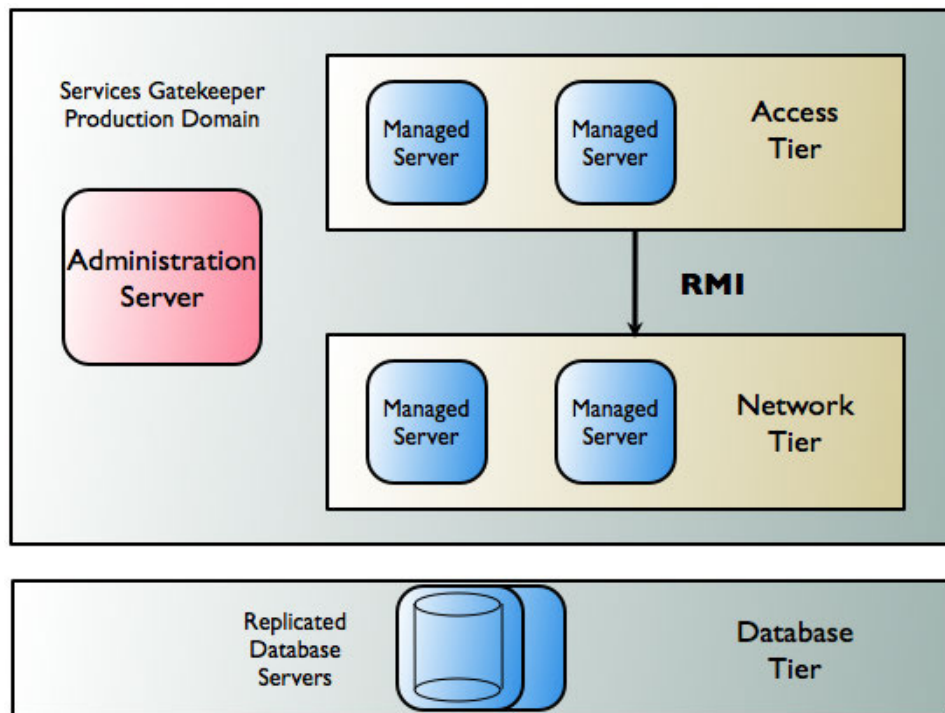 Services Gatekeeper
Production Domain
Administration
Server
Managed
Server
Managed
Server
Access
Tier
RMI
Managed
Server
Managed
Server
Network
Tier
Replicated
Database
Servers
Database
Tier